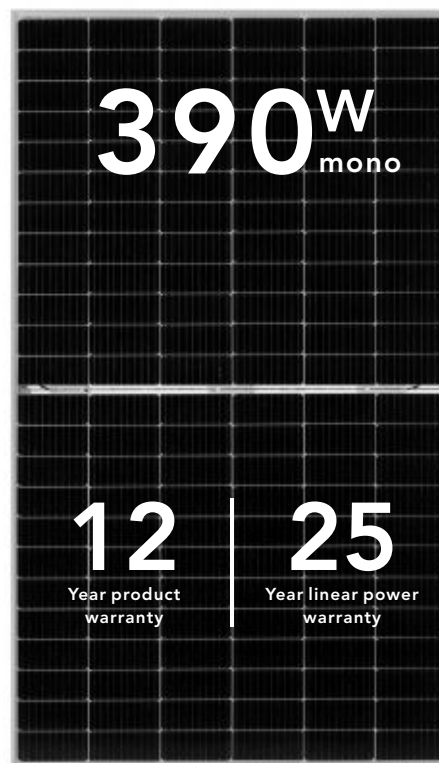 390W
mono
12
Year product
warranty
25
Year linear power
warranty